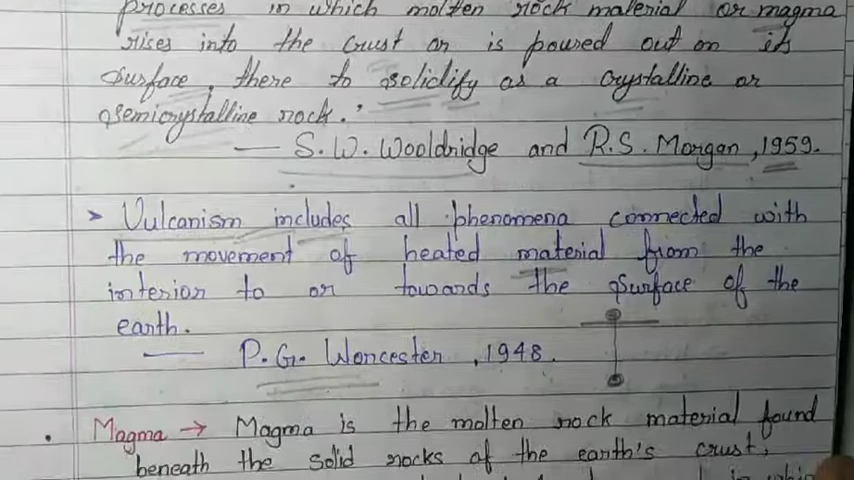 processes in which molten rock material or magma
rises into the crust or is poured out on its
surface, there to solidify as a crystalline or
semicrystalline rock.'
— S.W. Wooldridge and R.S. Morgan, 1959.
➤ Vulcanism includes all phenomena connected with
the movement of heated material from the
interior to or towards the surface of the
earth.
— P.G. Worcester, 1948.
• Magma → Magma is the molten rock material found
beneath the solid rocks of the earth's crust,